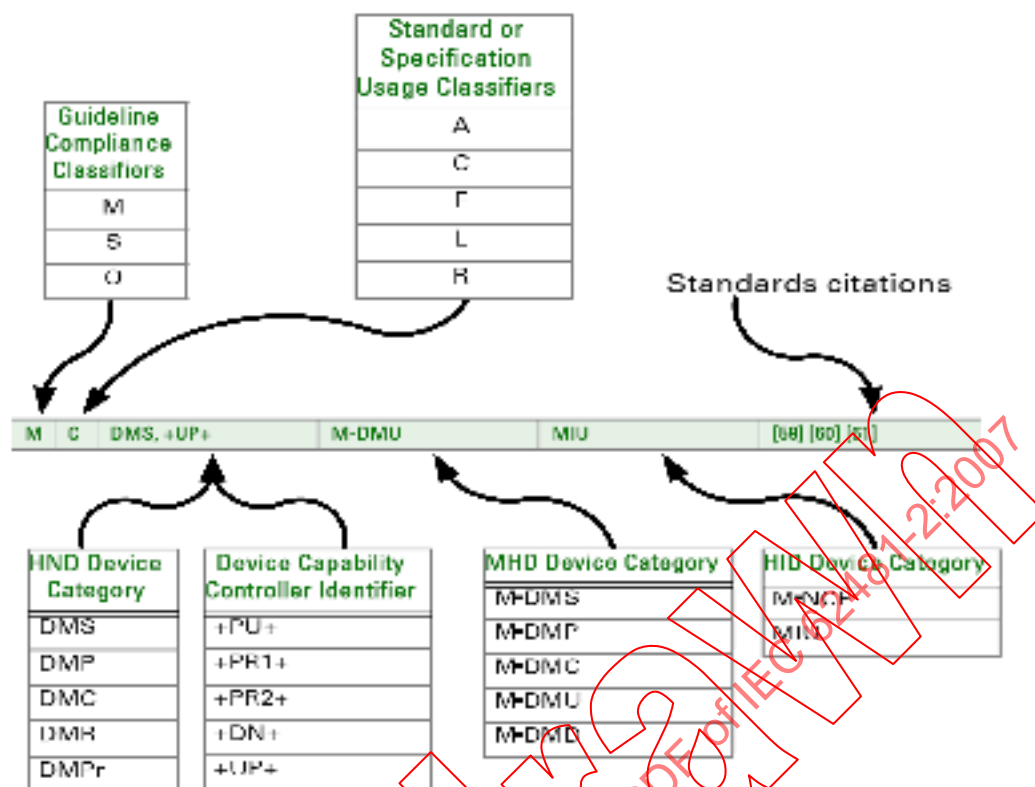 Standard or
Specification
Usage Classifiers
A
C
F
L
R
Guideline
Compliance
Classifiers
M
S
O
Standards citations
M C DMS, +UP+ M-DMU MIU [59] [60] [61]
HND Device
Category
DMS
DMP
DMC
DMR
DMPr
Device Capability
Controller Identifier
+PU+
+PR1+
+PR2+
+DN+
+UP+
MHD Device Category
M-DMS
M-DMP
M-DMC
M-DMU
M-DMD
HID Device Category
M-NCF
MIU
PDF of IEC 62481-2:2007